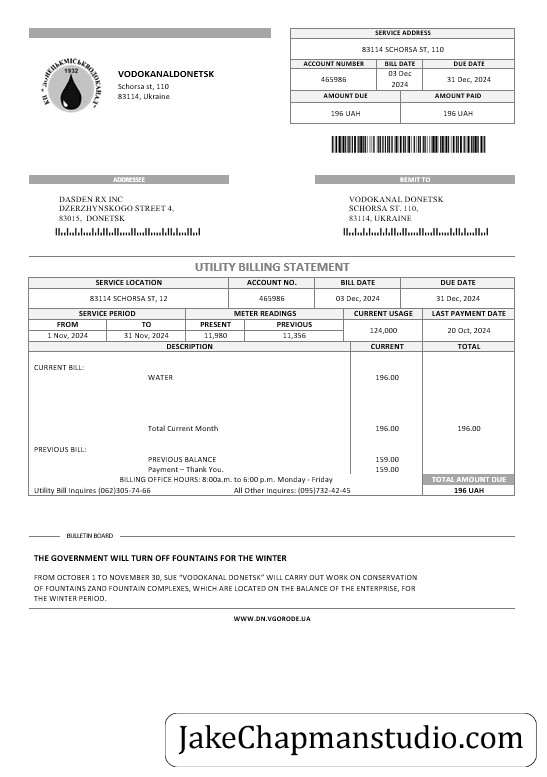 SERVICE ADDRESS
83114 SCHORSA ST, 110
ACCOUNT NUMBER BILL DATE DUE DATE
465986 03 Dec 2024 31 Dec, 2024
AMOUNT DUE AMOUNT PAID
196 UAH 196 UAH
КП "ДОНЕЦЬКМІСЬКВОДОКАНАЛ"
1932
VODOKANALDONETSK
Schorsa st, 110
83114, Ukraine
ADDRESSEE
DASDEN RX INC
DZERZHYNSKOGO STREET 4,
83015, DONETSK
REMIT TO
VODOKANAL DONETSK
SCHORSA ST. 110,
83114, UKRAINE
UTILITY BILLING STATEMENT
SERVICE LOCATION ACCOUNT NO. BILL DATE DUE DATE
83114 SCHORSA ST, 12 465986 03 Dec, 2024 31 Dec, 2024
SERVICE PERIOD METER READINGS CURRENT USAGE LAST PAYMENT DATE
FROM TO PRESENT PREVIOUS 124,000 20 Oct, 2024
1 Nov, 2024 31 Nov, 2024 11,980 11,356
DESCRIPTION CURRENT TOTAL
CURRENT BILL:
WATER 196.00
Total Current Month 196.00 196.00
PREVIOUS BILL:
PREVIOUS BALANCE 159.00
Payment – Thank You. 159.00
BILLING OFFICE HOURS: 8:00a.m. to 6:00 p.m. Monday - Friday TOTAL AMOUNT DUE
Utility Bill Inquires (062)305-74-66 All Other Inquires: (095)732-42-45 196 UAH
BULLETIN BOARD
THE GOVERNMENT WILL TURN OFF FOUNTAINS FOR THE WINTER
FROM OCTOBER 1 TO NOVEMBER 30, SUE "VODOKANAL DONETSK" WILL CARRY OUT WORK ON CONSERVATION
OF FOUNTAINS ZAND FOUNTAIN COMPLEXES, WHICH ARE LOCATED ON THE BALANCE OF THE ENTERPRISE, FOR
THE WINTER PERIOD.
WWW.DN.VGORODE.UA
JakeChapmanstudio.com